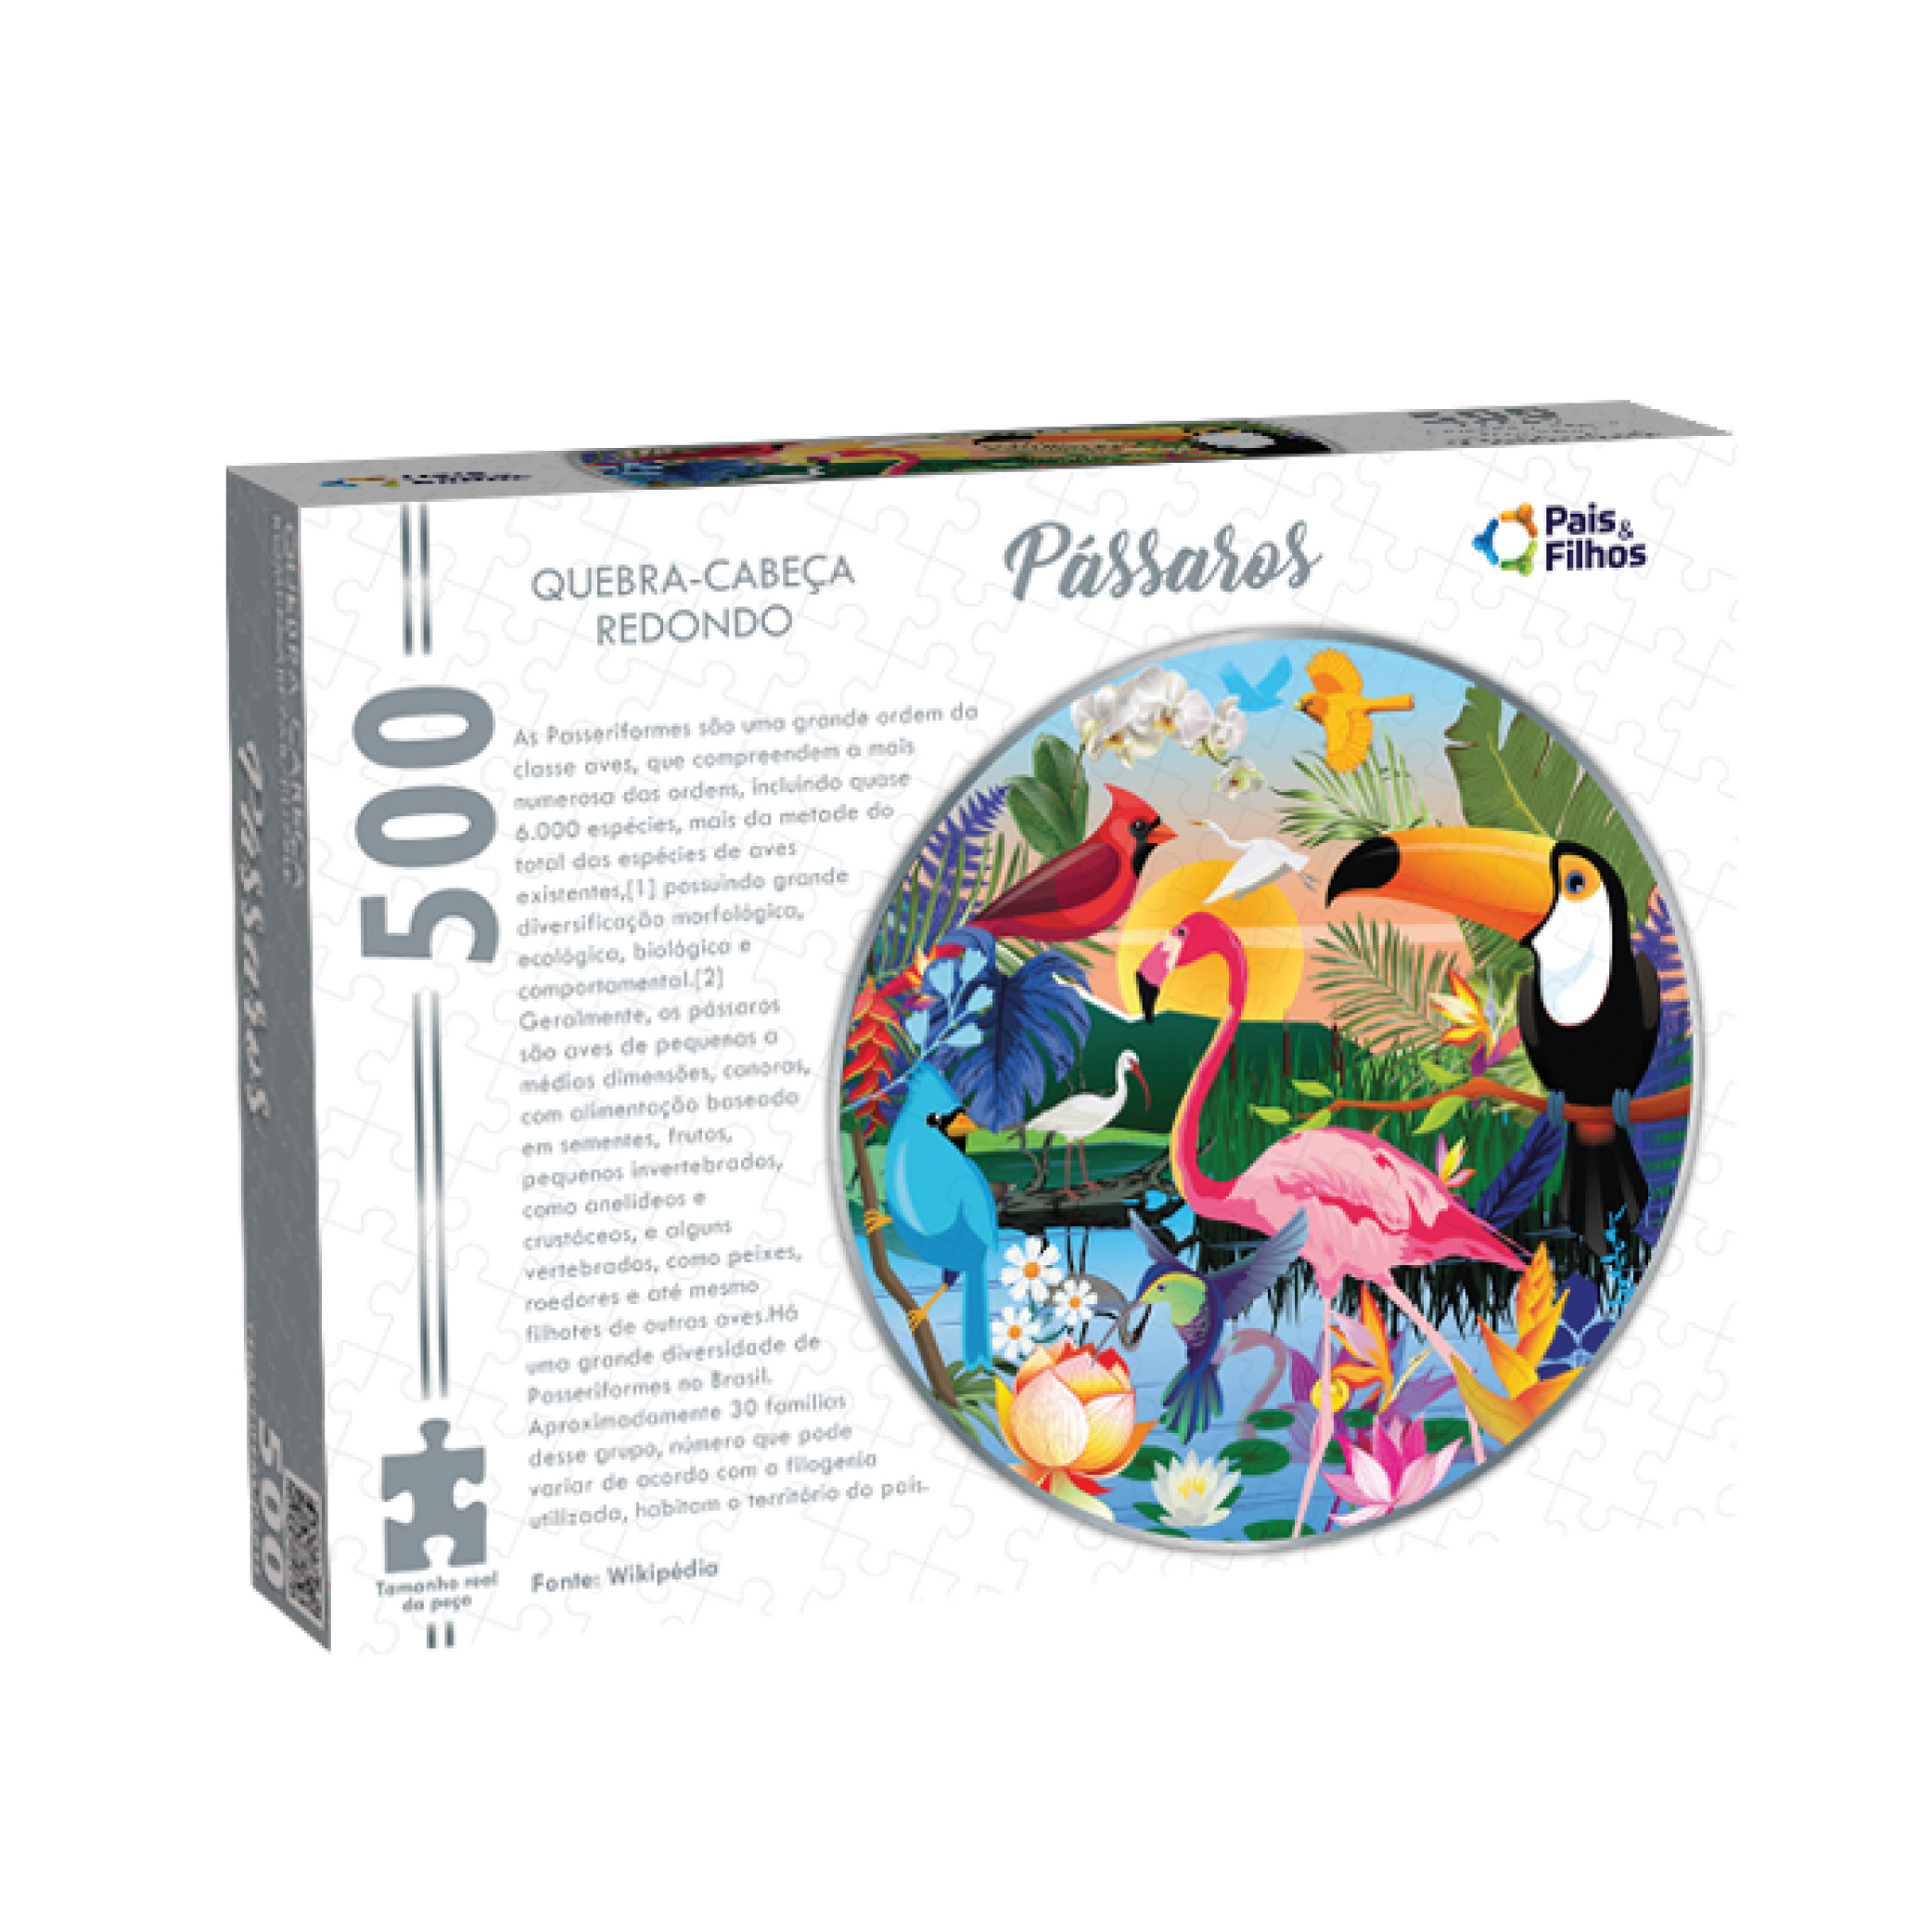 Pássaros
Pais &
Filhos
QUEBRA-CABEÇA
REDONDO
500
As Passeriformes são uma grande ordem da
classe aves, que compreendem a mais
numerosa das ordens, incluindo quase
6.000 espécies, mais da metade do
total das espécies de aves
existentes,[1] possuindo grande
diversificação morfológica,
ecológica, biológica e
comportamental.[2]
Geralmente, os pássaros
são aves de pequenas a
médias dimensões, canoras,
com alimentação baseada
em sementes, frutos,
pequenos invertebrados,
como anelídeos e
crustáceos, e alguns
vertebrados, como peixes,
roedores e até mesmo
filhotes de outras aves.Há
uma grande diversidade de
Passeriformes no Brasil.
Aproximadamente 30 famílias
desse grupo, número que pode
variar de acordo com a filogenia
utilizada, habitam o território do país.
Fonte: Wikipédia
Tamanho real
da peça
Pássaros
500